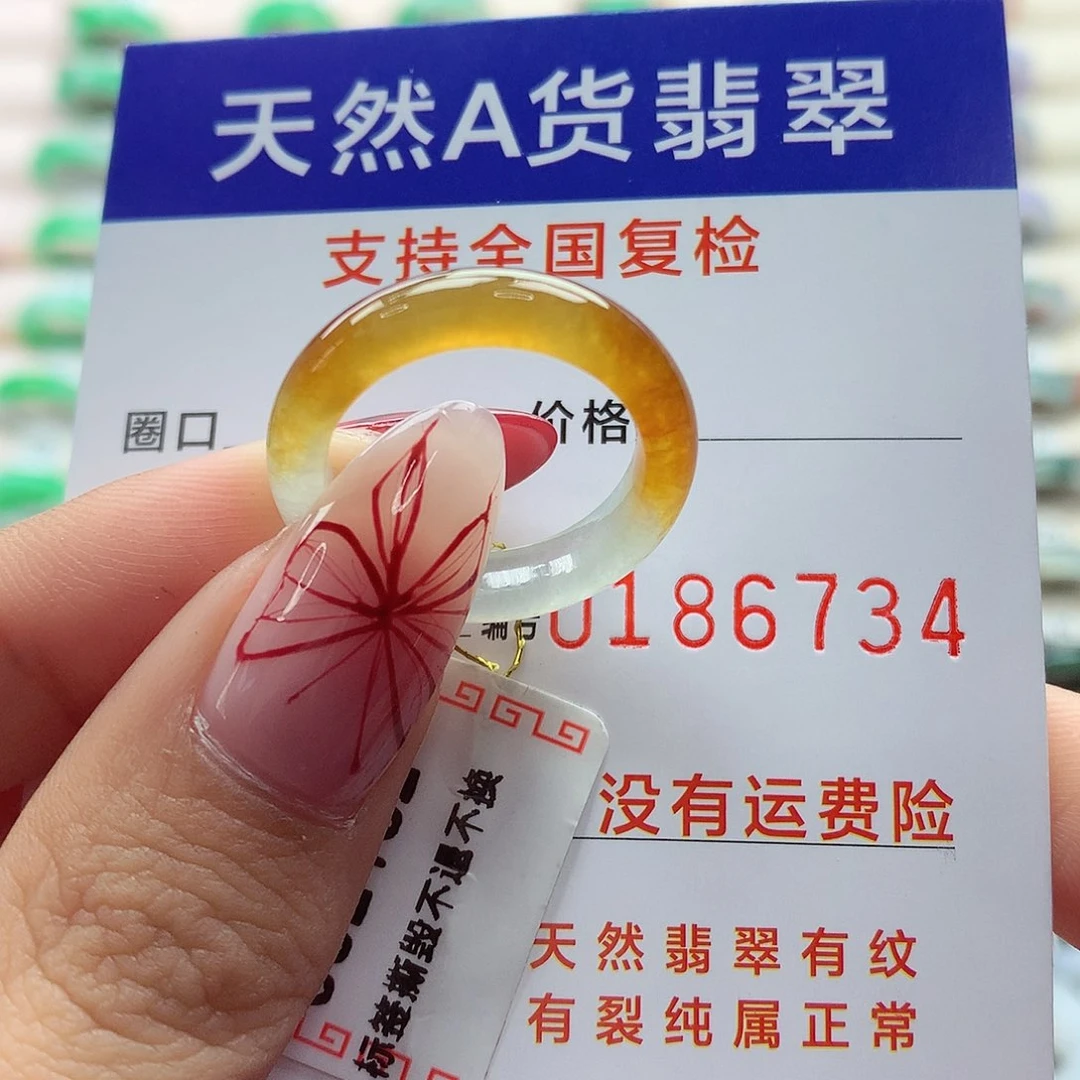 天然A货翡翠
支持全国复检
圈口 价格
0186734
没有运费险
标签撕毁不退不换
天然翡翠有纹
有裂纯属正常